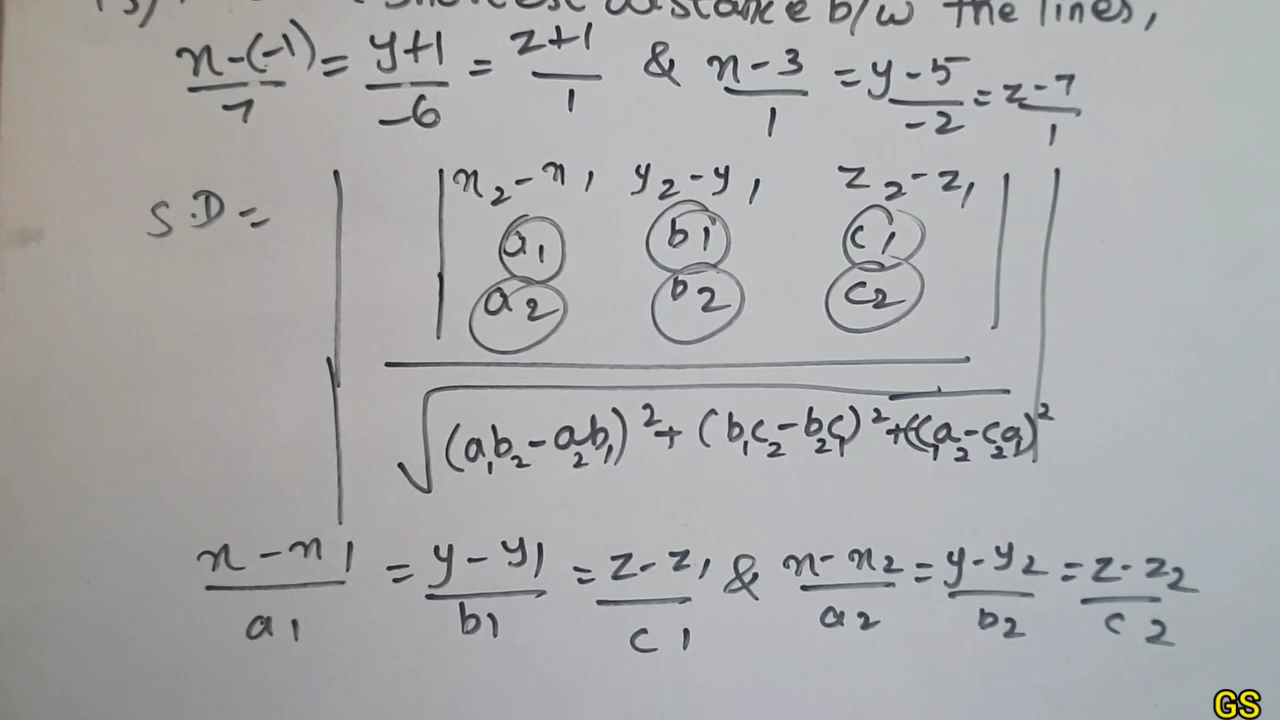 shortest distance b/w the lines,
x-(-1)/7 = y+1/-6 = z+1/1 & x-3/1 = y-5/-2 = z-7/1
S.D = | |x₂-x₁ y₂-y₁ z₂-z₁|
a₁ b₁ c₁
a₂ b₂ c₂
√(a₁b₂-a₂b₁)²+(b₁c₂-b₂c₁)²+(c₁a₂-c₂a₁)²
x-x₁/a₁ = y-y₁/b₁ = z-z₁/c₁ & x-x₂/a₂ = y-y₂/b₂ = z-z₂/c₂
GS